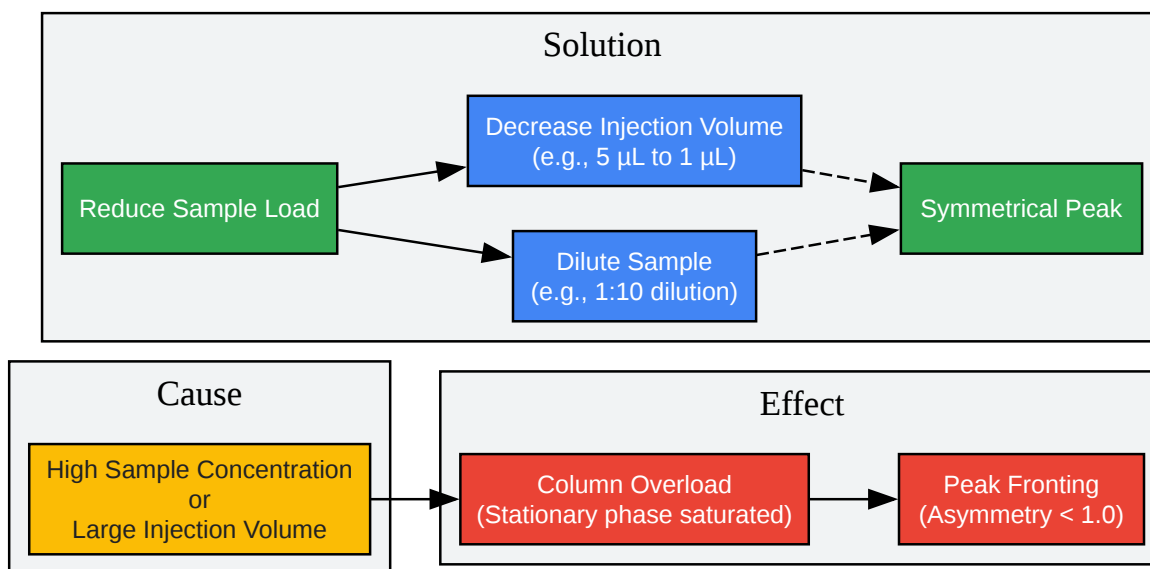 Solution
Decrease Injection Volume
(e.g., 5 µL to 1 µL)
Reduce Sample Load
Symmetrical Peak
Dilute Sample
(e.g., 1:10 dilution)
Cause
High Sample Concentration
or
Large Injection Volume
Effect
Column Overload
(Stationary phase saturated)
Peak Fronting
(Asymmetry < 1.0)